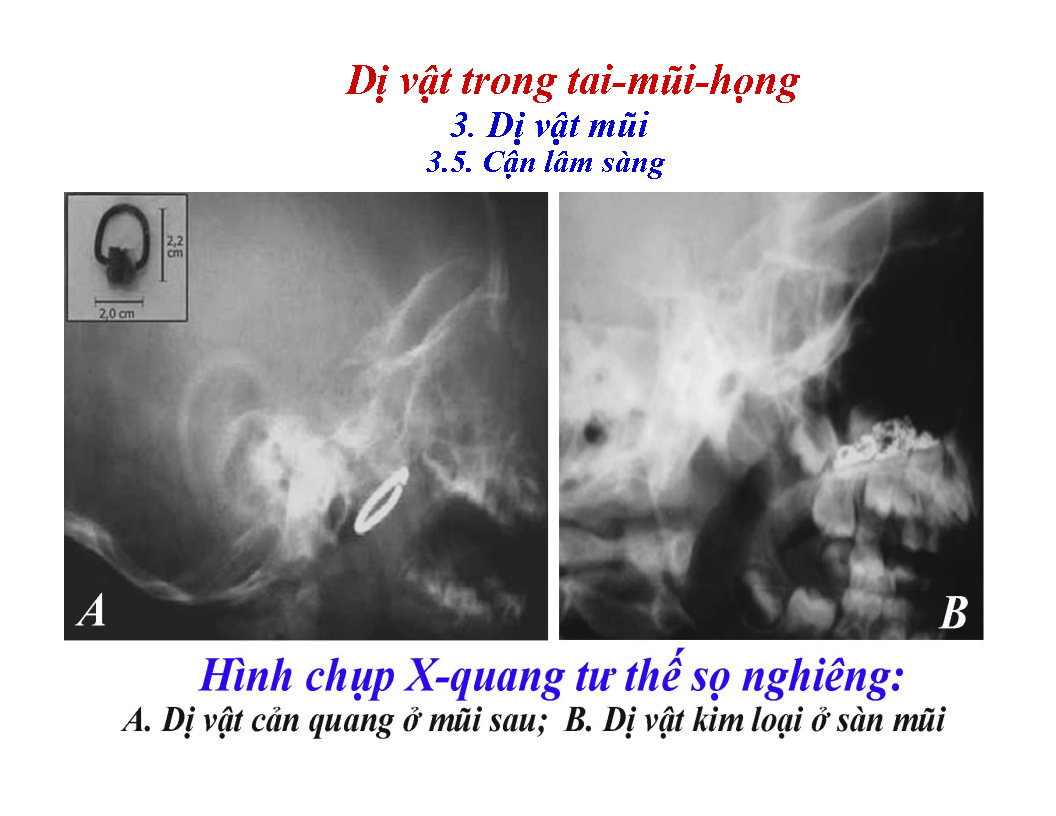 Dị vật trong tai-mũi-họng
3. Dị vật mũi
3.5. Cận lâm sàng
2,2
cm
2,0 cm
A
B
Hình chụp X-quang tư thế sọ nghiêng:
A. Dị vật cản quang ở mũi sau; B. Dị vật kim loại ở sàn mũi